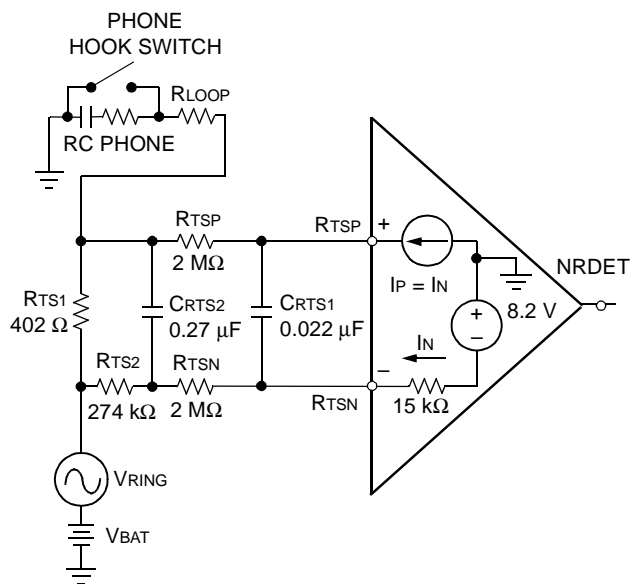 PHONE
HOOK SWITCH
RLOOP
RC PHONE
RTSP
2 MΩ
RTSP
+
NRDET
IP = IN
+
−
8.2 V
RTS1
402 Ω
CRTS2
0.27 μF
CRTS1
0.022 μF
RTS2
274 kΩ
RTSN
2 MΩ
IN
−
RTSN
15 kΩ
VRING
VBAT